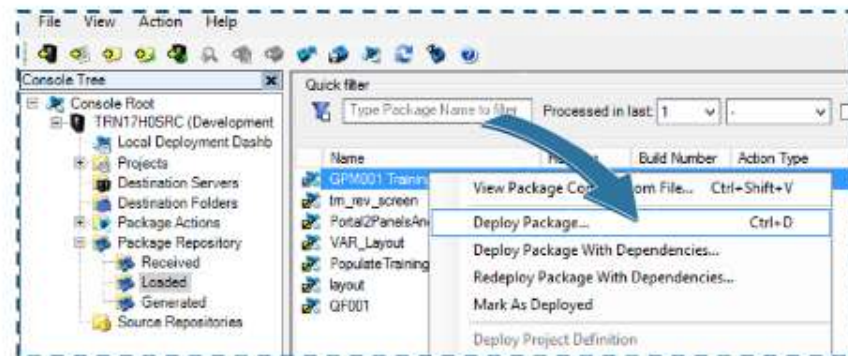 File View Action Help
Console Tree
Console Root
TRN17H0SRC (Development
Local Deployment Dashb
Projects
Destination Servers
Destination Folders
Package Actions
Package Repository
Received
Loaded
Generated
Source Repositories
Quick filter
Type Package Name to filter Processed in last: 1 -
Name Build Number Action Type
GPM001 Training
tm_rev_screen
Portal2PanelsAn
VAR_Layout
Populate Training
layout
QF001
View Package Co om File... Ctrl+Shift+V
Deploy Package... Ctrl+D
Deploy Package With Dependencies...
Redeploy Package With Dependencies...
Mark As Deployed
Deploy Project Definition